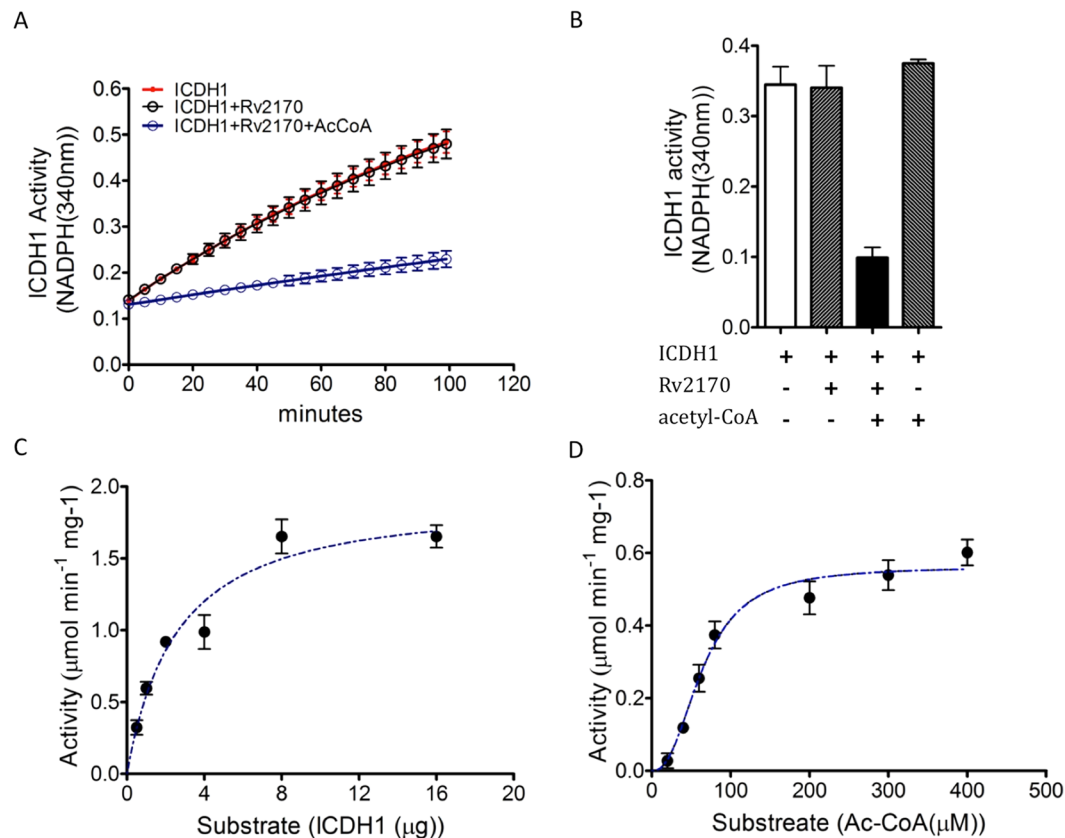 A
ICDH1 Activity
(NADPH(340nm))
0.6
0.5
0.4
0.3
0.2
0.1
0.0
ICDH1
ICDH1+Rv2170
ICDH1+Rv2170+AcCoA
0 20 40 60 80 100 120
minutes
B
ICDH1 activity
(NADPH(340nm))
0.4
0.3
0.2
0.1
0.0
ICDH1 + + + +
Rv2170 - + + -
acetyl-CoA - - + +
C
Activity (μmol min⁻¹ mg-1)
2.0
1.5
1.0
0.5
0.0
0 4 8 12 16 20
Substrate (ICDH1 (μg))
D
Activity (μmol min⁻¹ mg-1)
0.8
0.6
0.4
0.2
0.0
0 100 200 300 400 500
Substreate (Ac-CoA(μM))